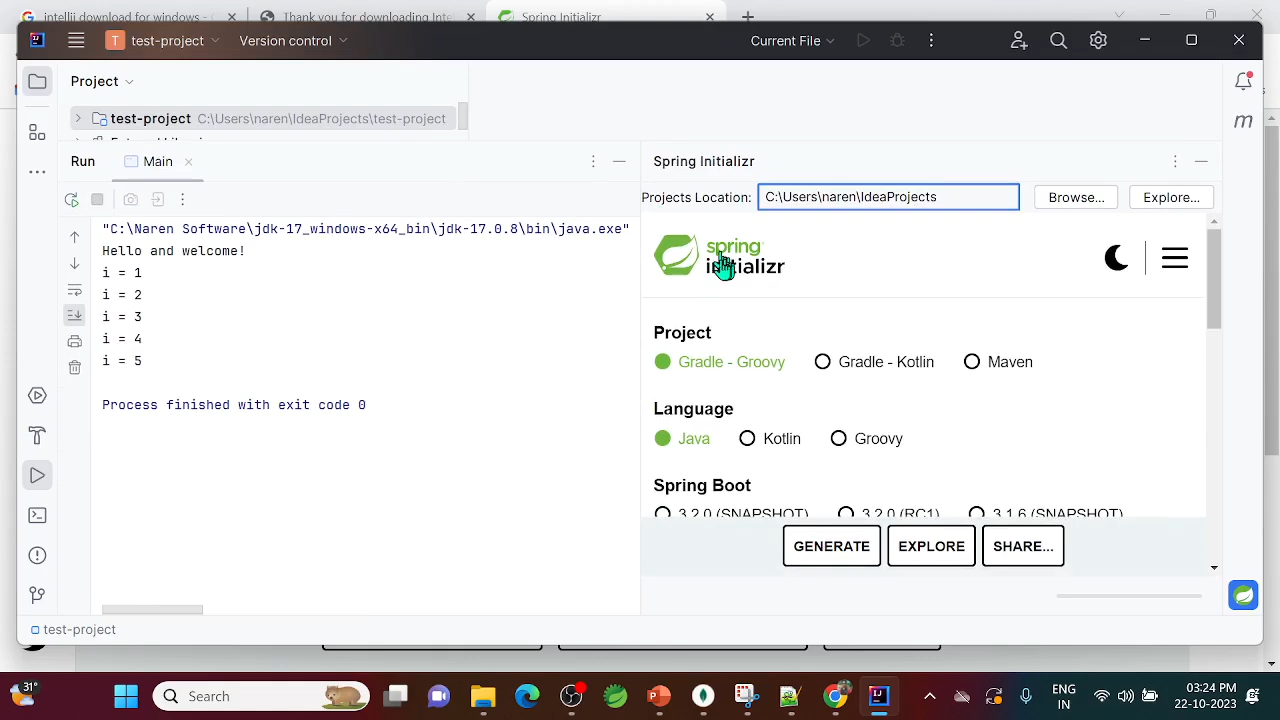 intellij download for windows -
Thank you for downloading Inte
Spring Initializr
T test-project
Version control
Current File
Project
test-project C:\Users\naren\IdeaProjects\test-project
Run
Main
Spring Initializr
Projects Location:
C:\Users\naren\IdeaProjects
Browse...
Explore...
"C:\Naren Software\jdk-17_windows-x64_bin\jdk-17.0.8\bin\java.exe"
Hello and welcome!
i = 1
i = 2
i = 3
i = 4
i = 5
Process finished with exit code 0
spring
initializr
Project
Gradle - Groovy
Gradle - Kotlin
Maven
Language
Java
Kotlin
Groovy
Spring Boot
3.2.0 (SNAPSHOT)
3.2.0 (RC1)
3.1.6 (SNAPSHOT)
GENERATE
EXPLORE
SHARE...
m
test-project
31°
Search
ENG
IN
03:24 PM
22-10-2023